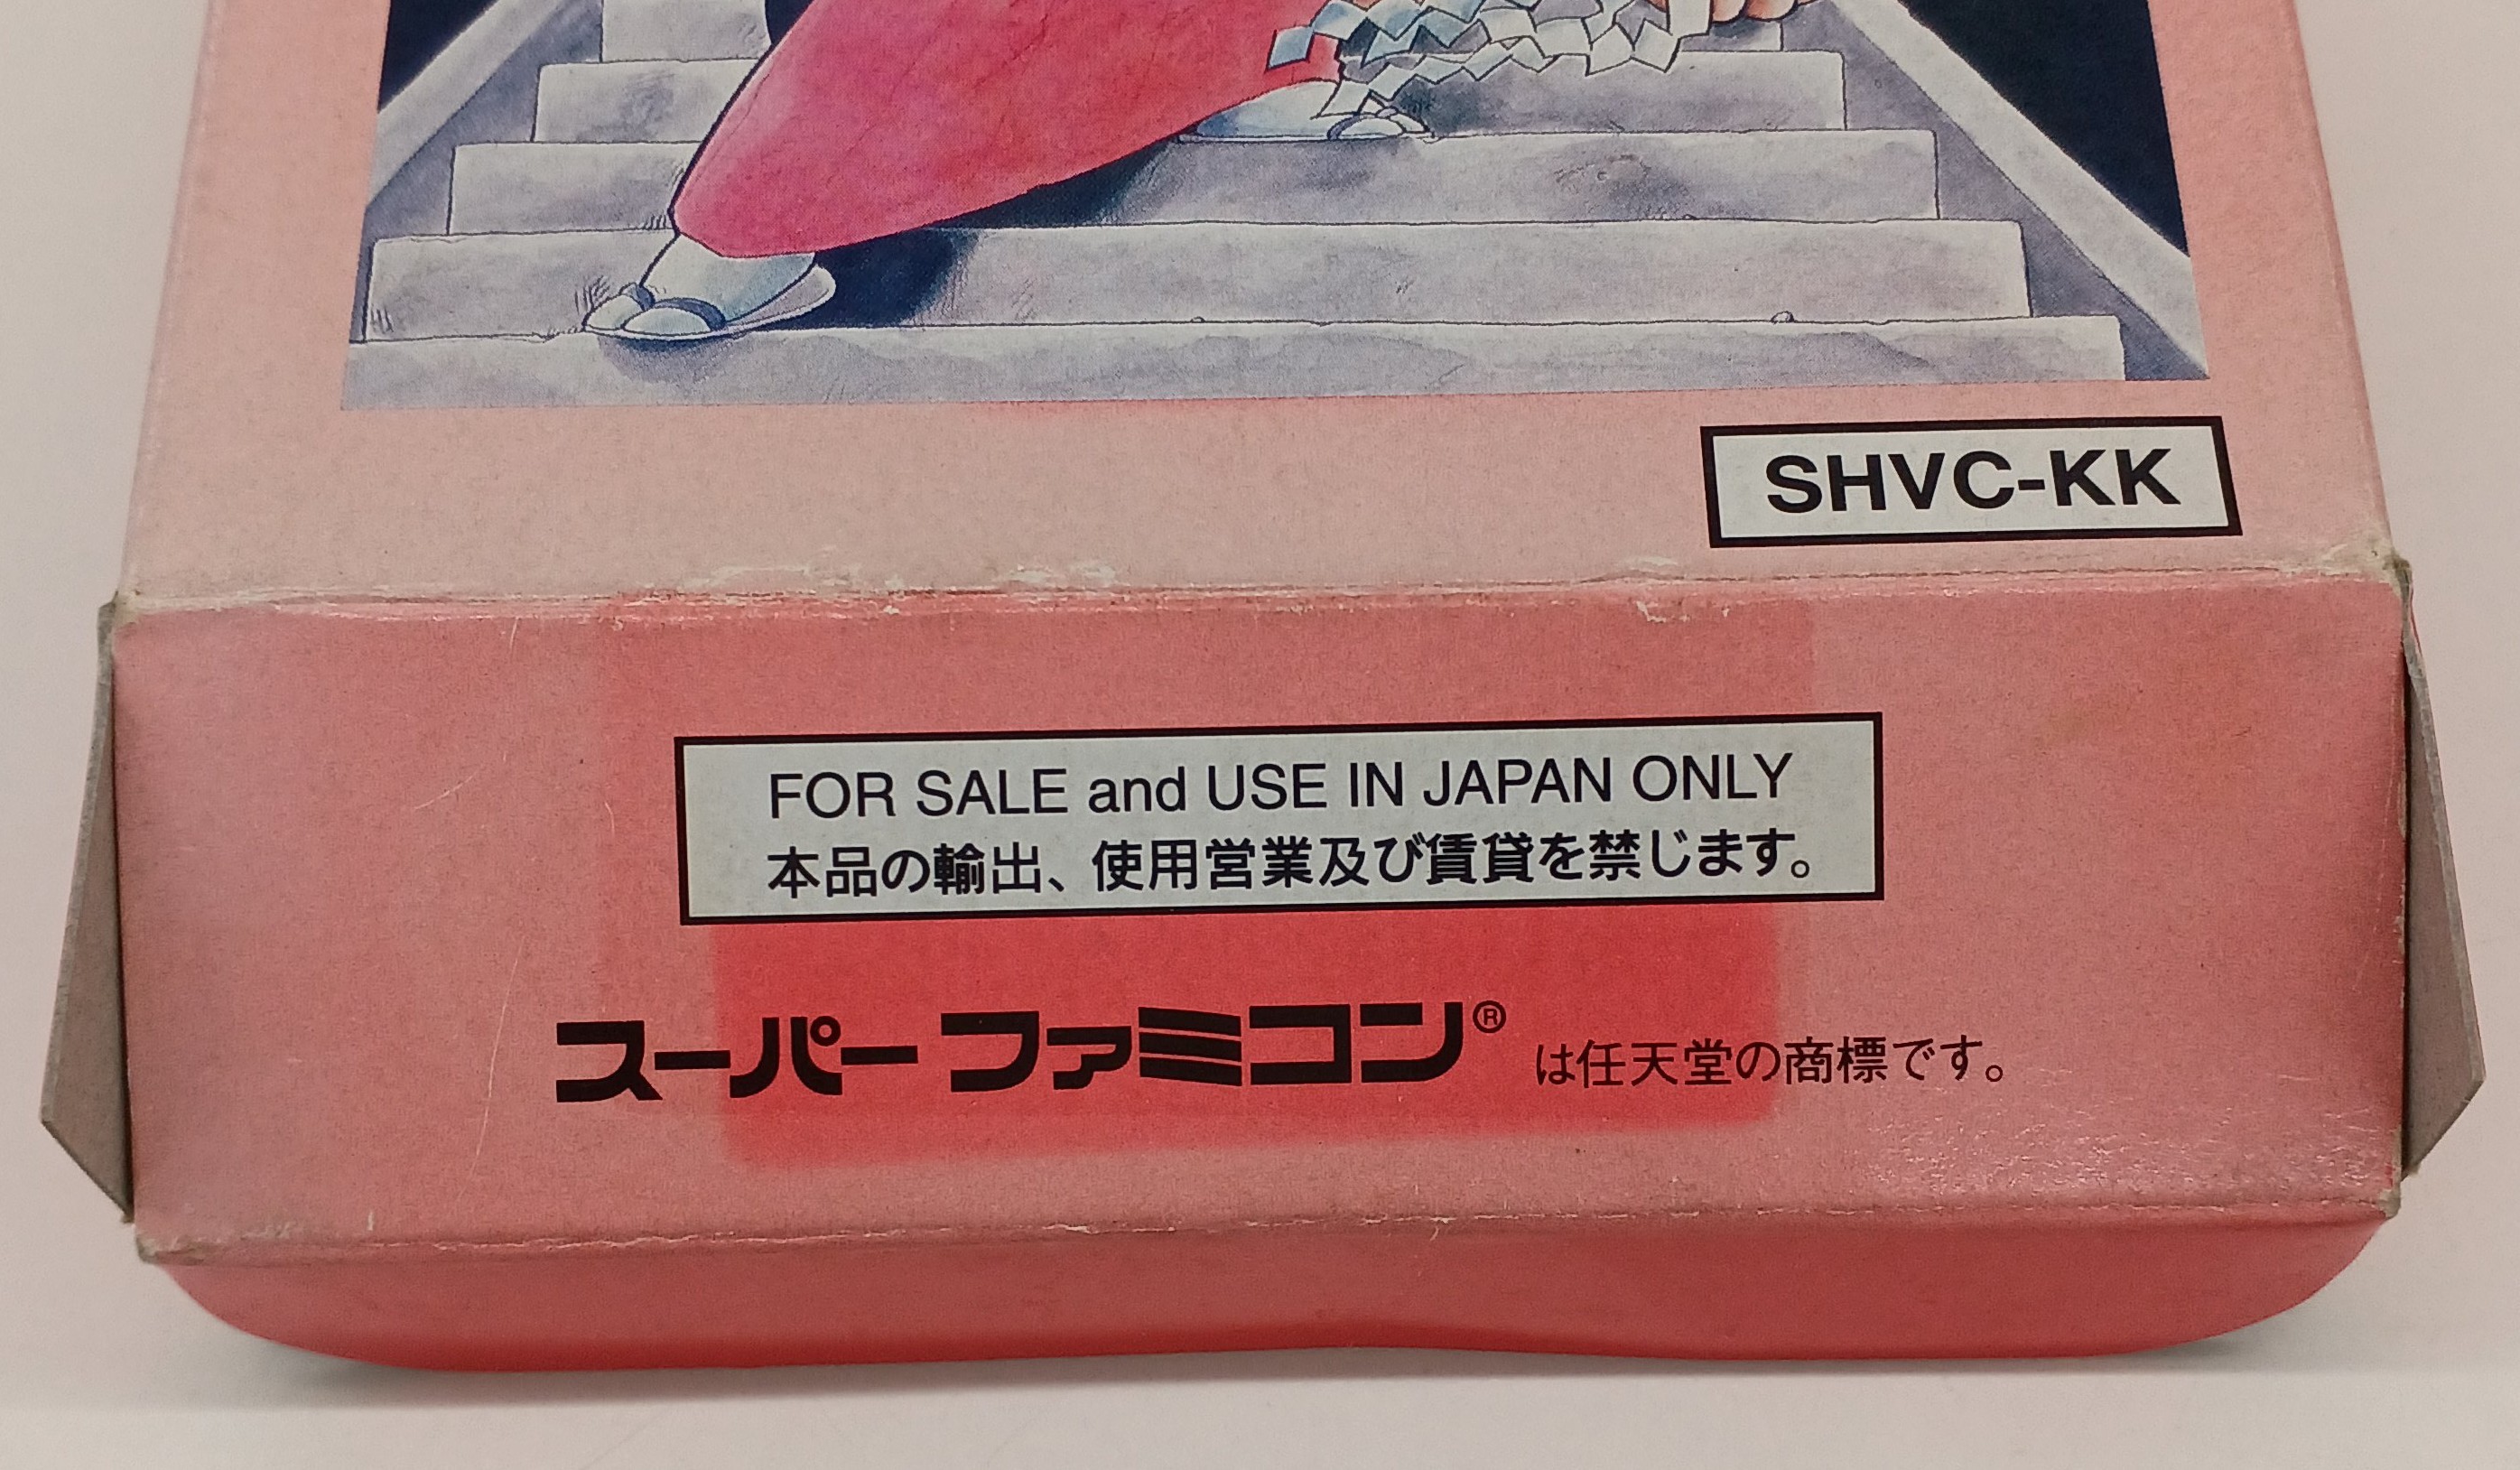 SHVC-KK
FOR SALE and USE IN JAPAN ONLY
本品の輸出、使用営業及び賃貸を禁じます。
スーパーファミコン® は任天堂の商標です。